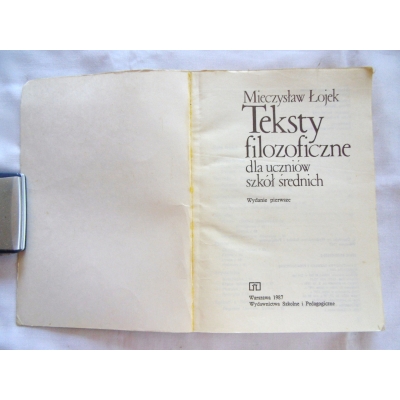 Mieczysław Łojek
Teksty
filozoficzne
dla uczniów
szkół średnich
Wydanie pierwsze
Warszawa 1987
Wydawnictwa Szkolne i Pedagogiczne